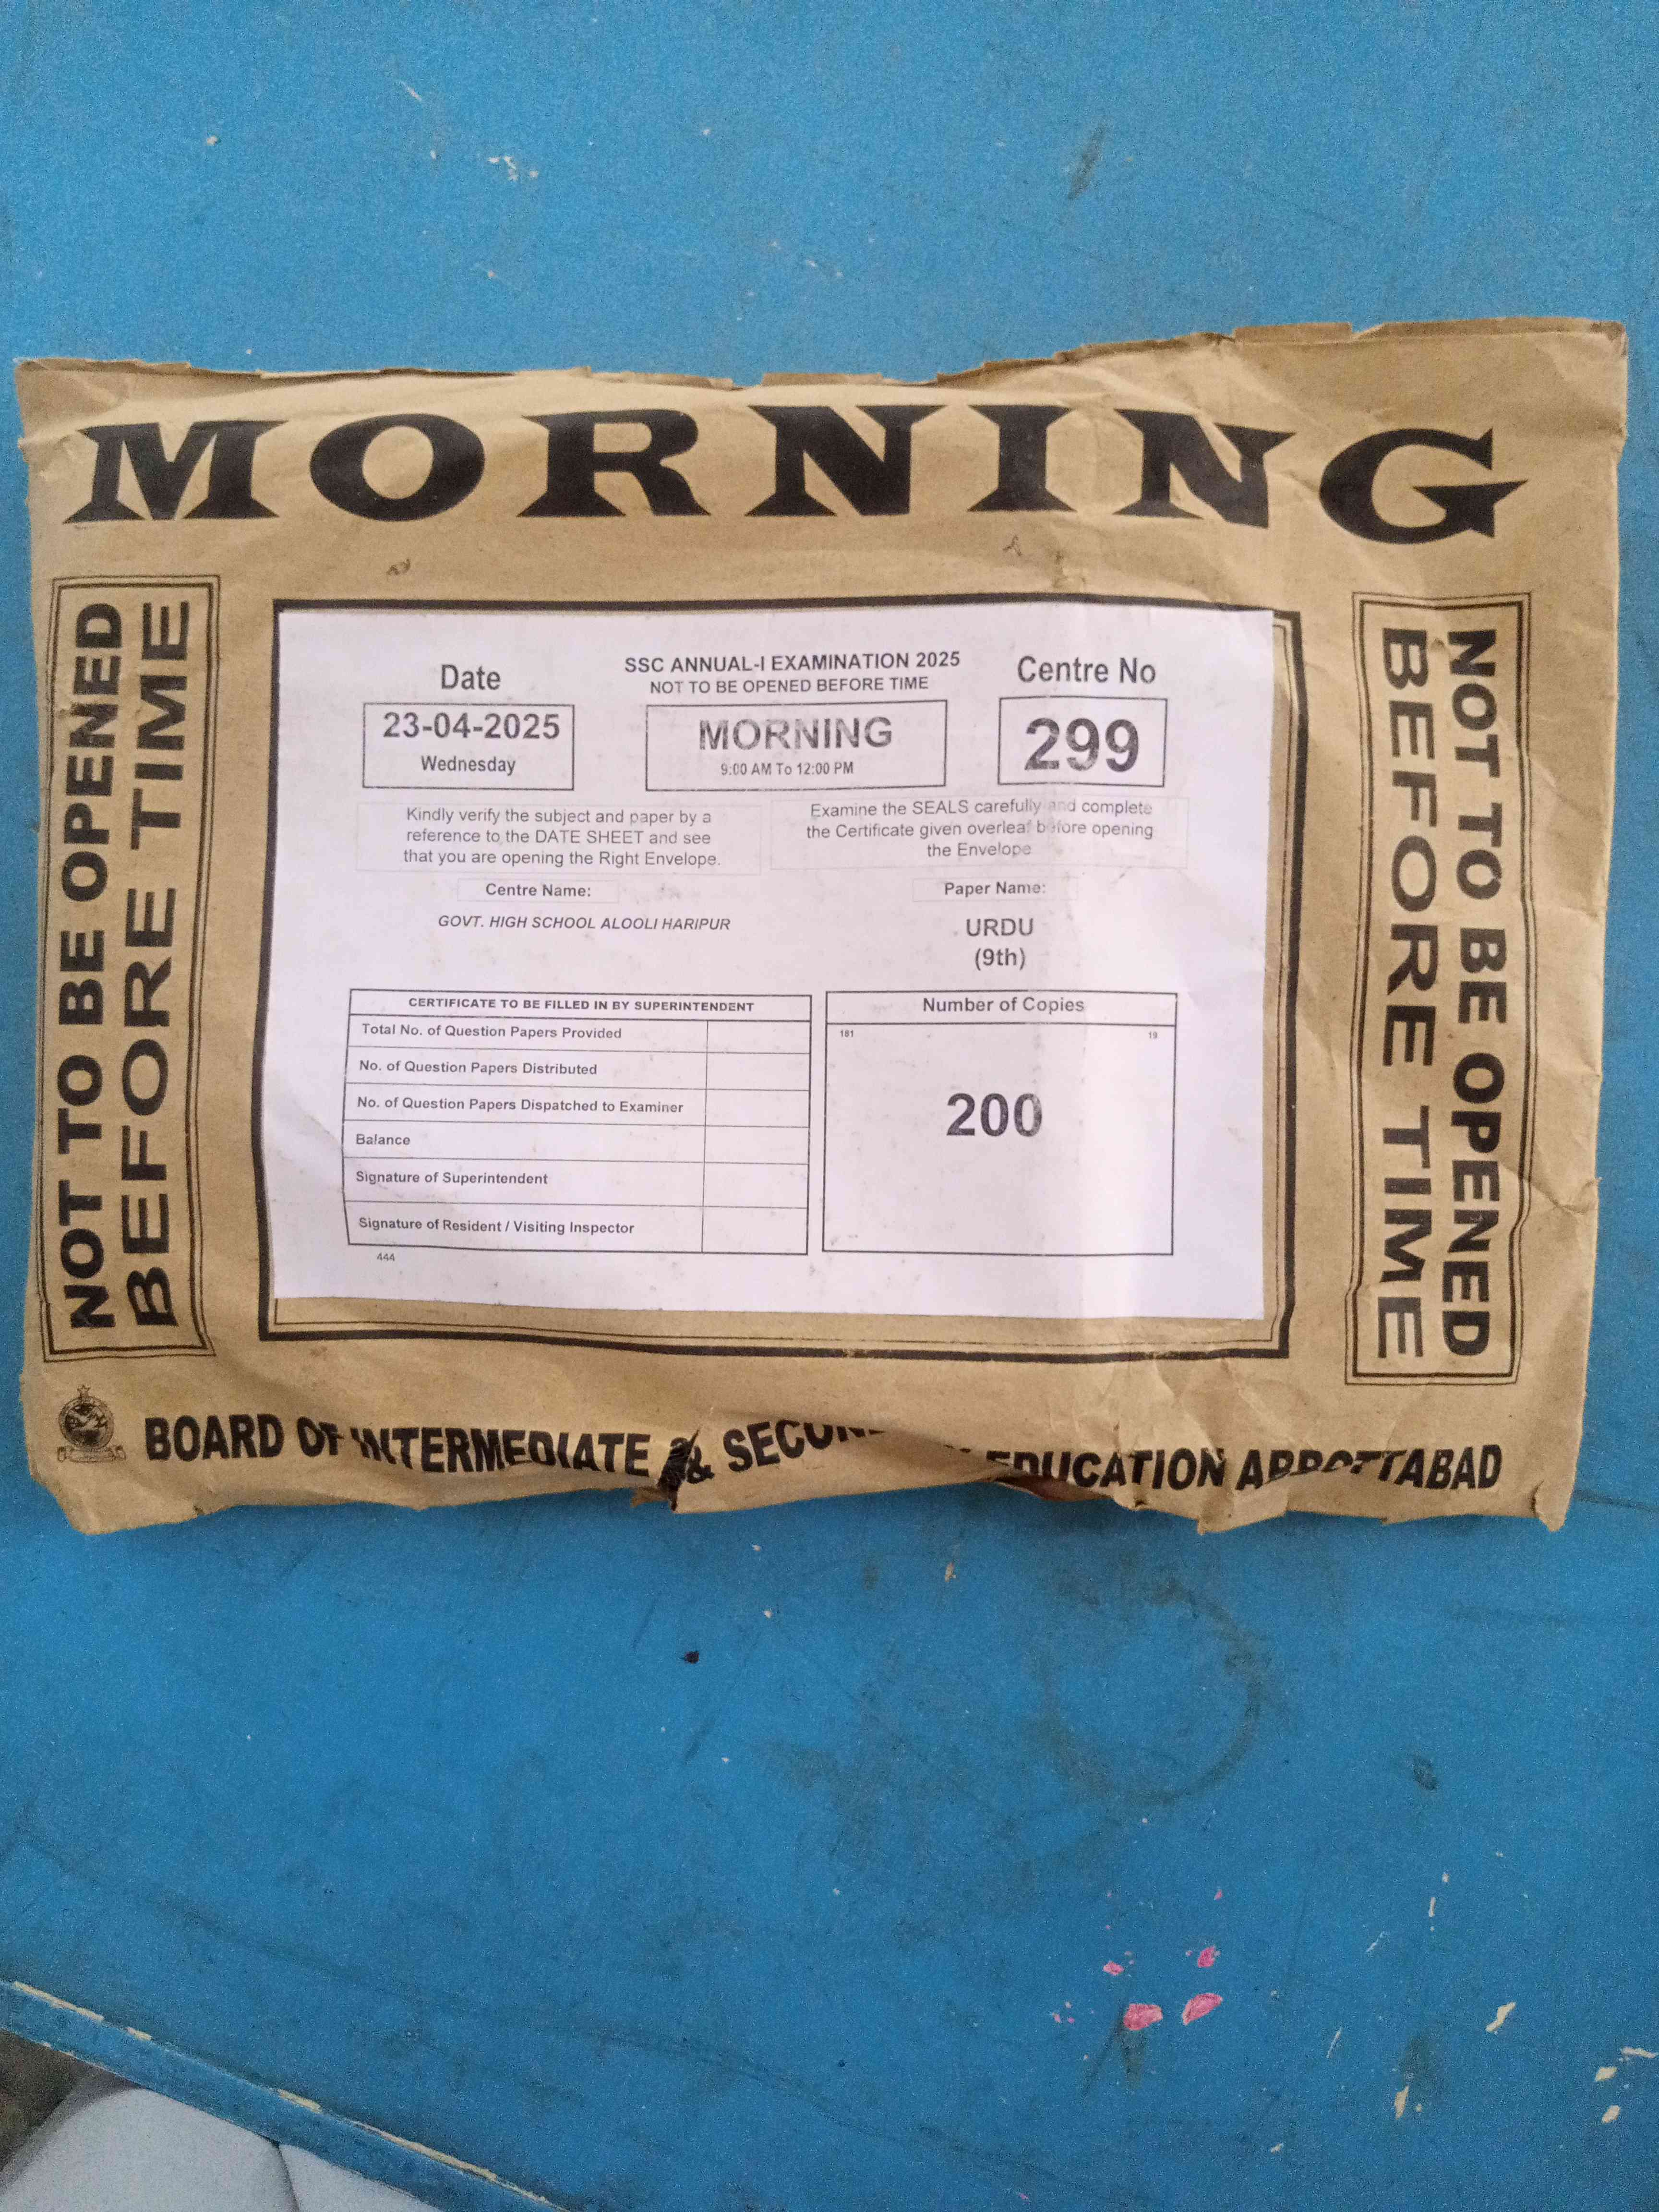 MORNING
NOT TO BE OPENED
BEFORE TIME
Date
23-04-2025
Wednesday
SSC ANNUAL-I EXAMINATION 2025
NOT TO BE OPENED BEFORE TIME
MORNING
9:00 AM To 12:00 PM
Centre No
299
Kindly verify the subject and paper by a
reference to the DATE SHEET and see
that you are opening the Right Envelope.
Examine the SEALS carefully and complete
the Certificate given overleaf before opening
the Envelope
Centre Name:
GOVT. HIGH SCHOOL ALOOLI HARIPUR
Paper Name:
URDU
(9th)
CERTIFICATE TO BE FILLED IN BY SUPERINTENDENT
Total No. of Question Papers Provided
No. of Question Papers Distributed
No. of Question Papers Dispatched to Examiner
Balance
Signature of Superintendent
Signature of Resident / Visiting Inspector
444
Number of Copies
181 19
200
NOT TO BE OPENED
BEFORE TIME
BOARD OF INTERMEDIATE & EDUCATION ABBOTTABAD